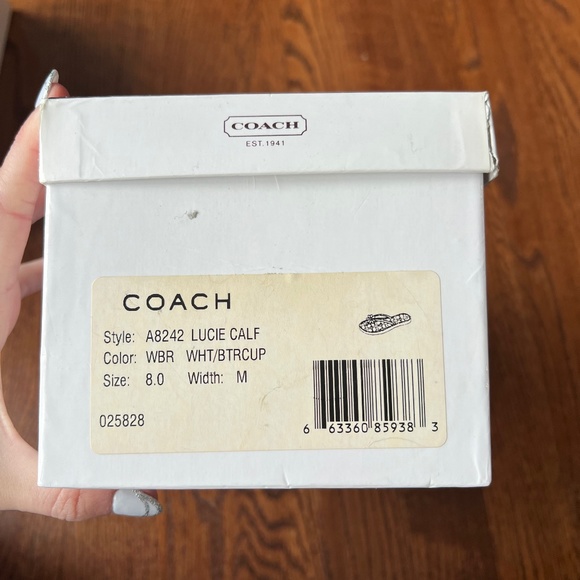 COACH
EST. 1941
COACH
Style: A8242 LUCIE CALF
Color: WBR WHT/BTRCUP
Size: 8.0 Width: M
025828
6 63360 85938 3